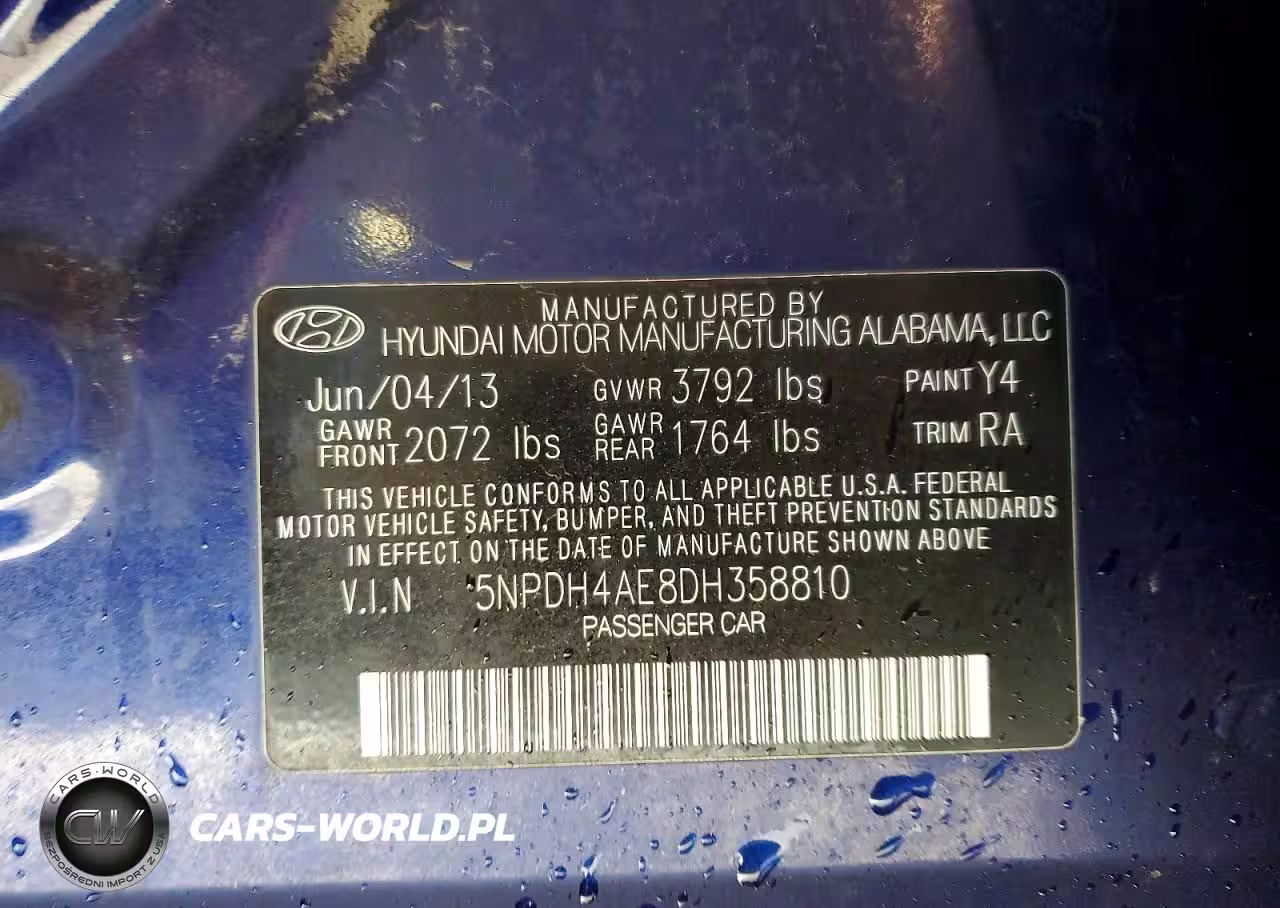 MANUFACTURED BY
HYUNDAI MOTOR MANUFACTURING ALABAMA, LLC
Jun/04/13 GVWR 3792 lbs PAINT Y4
GAWR FRONT 2072 lbs GAWR REAR 1764 lbs TRIM RA
THIS VEHICLE CONFORMS TO ALL APPLICABLE U.S.A. FEDERAL
MOTOR VEHICLE SAFETY, BUMPER, AND THEFT PREVENTION STANDARDS
IN EFFECT ON THE DATE OF MANUFACTURE SHOWN ABOVE
V.I.N 5NPDH4AE8DH358810
PASSENGER CAR
CARS-WORLD
CW
BEZPOŚREDNI IMPORT Z USA
CARS-WORLD.PL